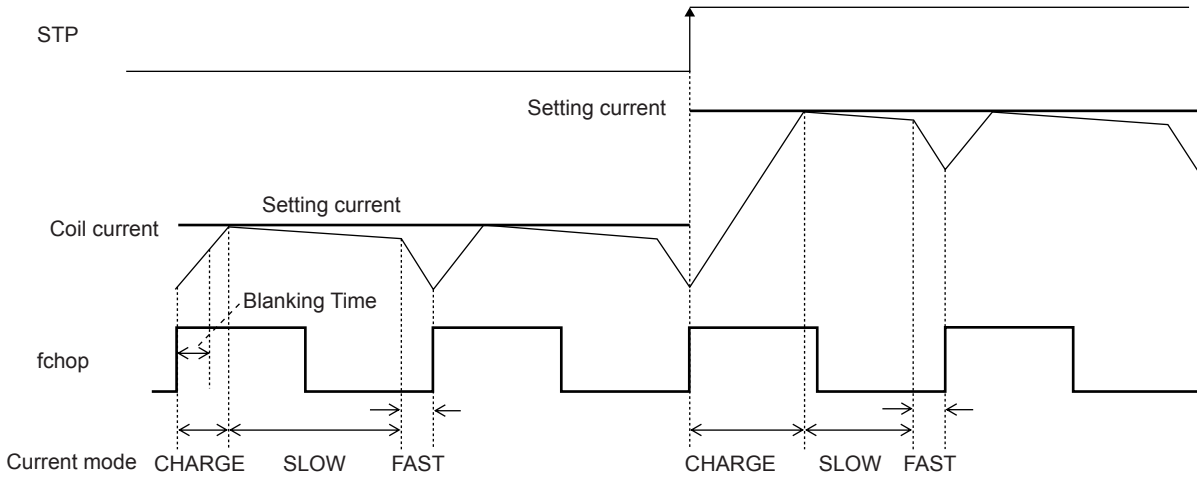 STP
Setting current
Setting current
Coil current
Blanking Time
fchop
Current mode CHARGE SLOW FAST CHARGE SLOW FAST